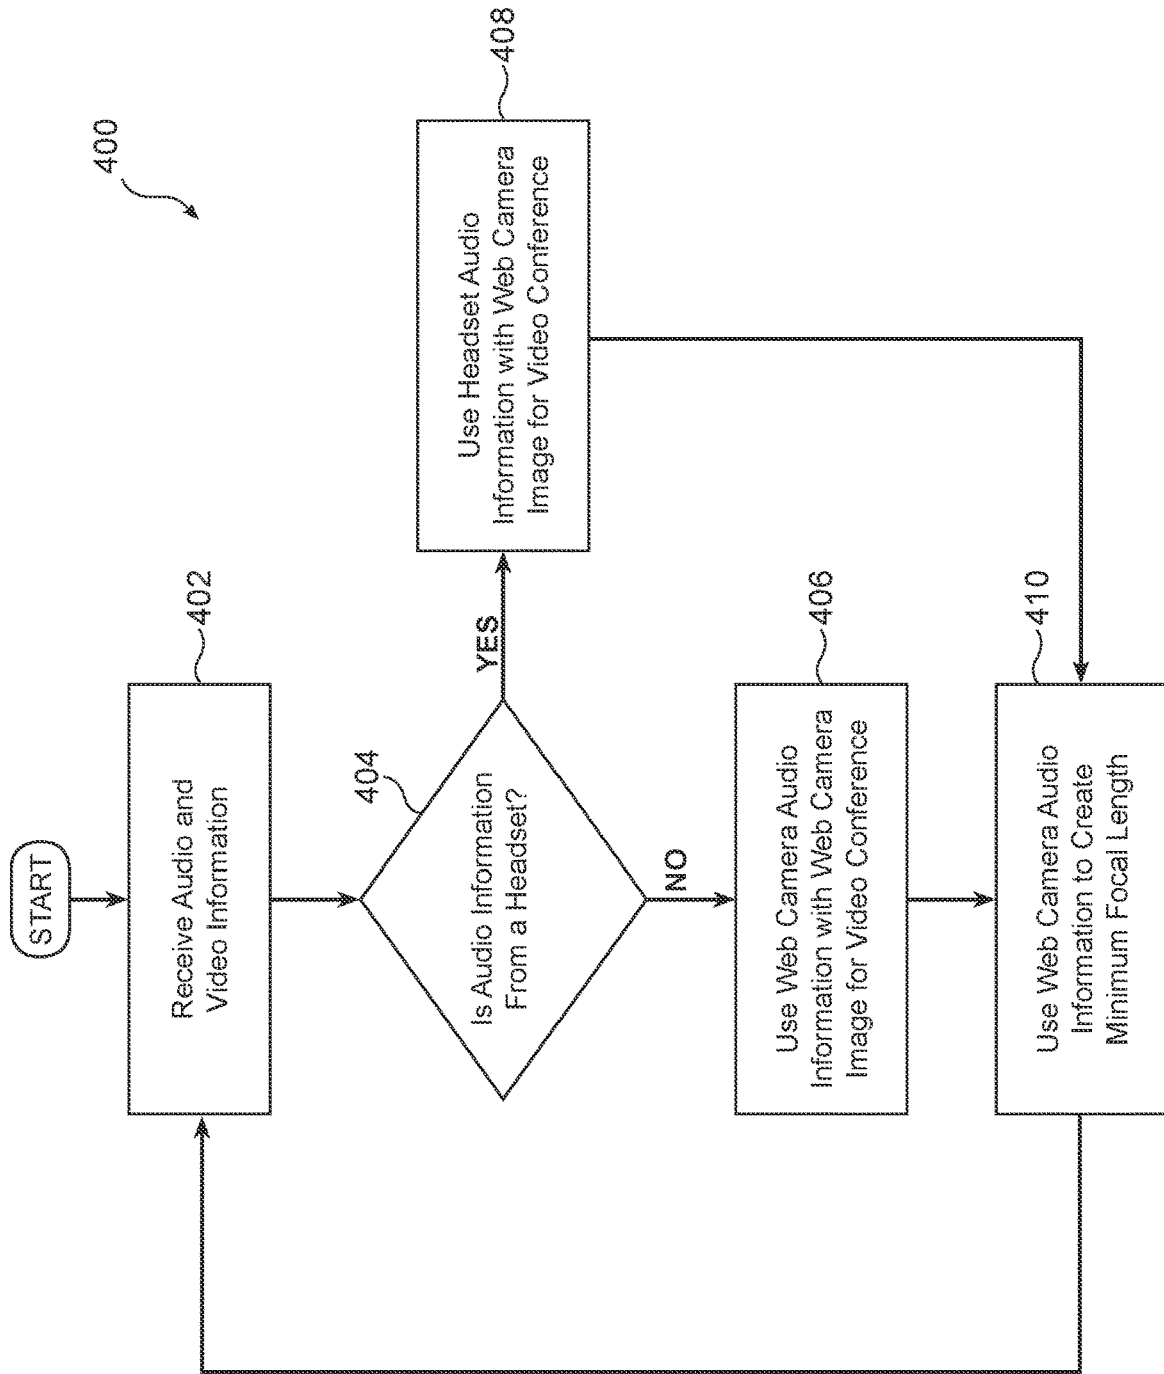 400
START
Receive Audio and
Video Information
402
Is Audio Information
From a Headset?
404
YES
Use Headset Audio
Information with Web Camera
Image for Video Conference
408
NO
Use Web Camera Audio
Information with Web Camera
Image for Video Conference
406
Use Web Camera Audio
Information to Create
Minimum Focal Length
410